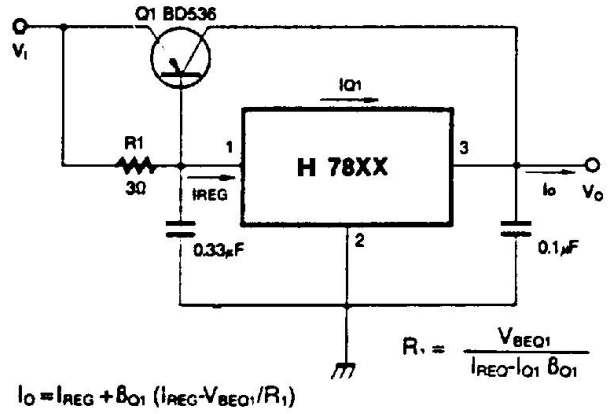 Q1 BD536
VI
IQ1
R1
1
3
H 78XX
3Ω
IREG
Io
VO
2
0.33μF
0.1μF
R1 = VBEQ1
IREQ-IQ1 βQ1
IO = IREG + βQ1 (IREG-VBEQ1/R1)